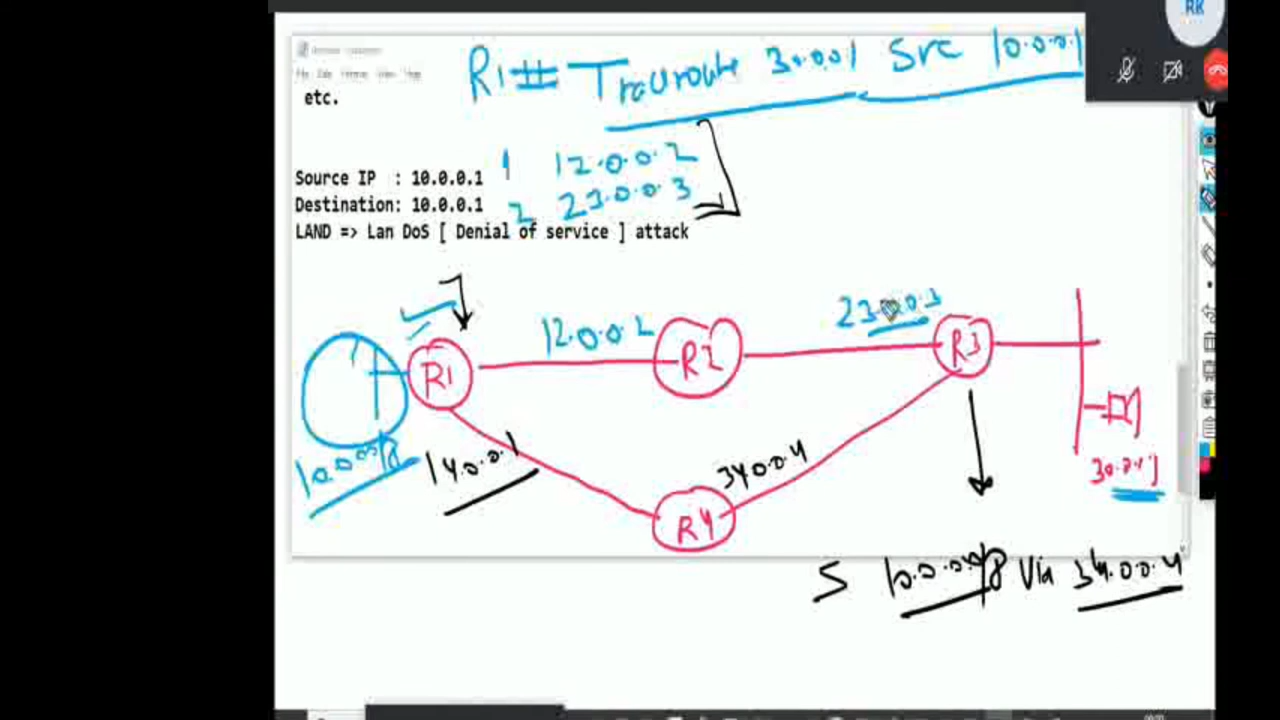 RK
R1# Traceroute 30.0.0.1 Src 10.0.0.1
etc.
1 12.0.0.2
Source IP : 10.0.0.1
2 23.0.0.3
Destination: 10.0.0.1
LAND => Lan DoS [ Denial of service ] attack
23.0.0.3
12.0.0.2
R1
R2
R3
10.0.0.0/8
14.0.0.1
34.0.0.4
30.0.0.1
R4
S 10.0.0.0/8 Via 34.0.0.4